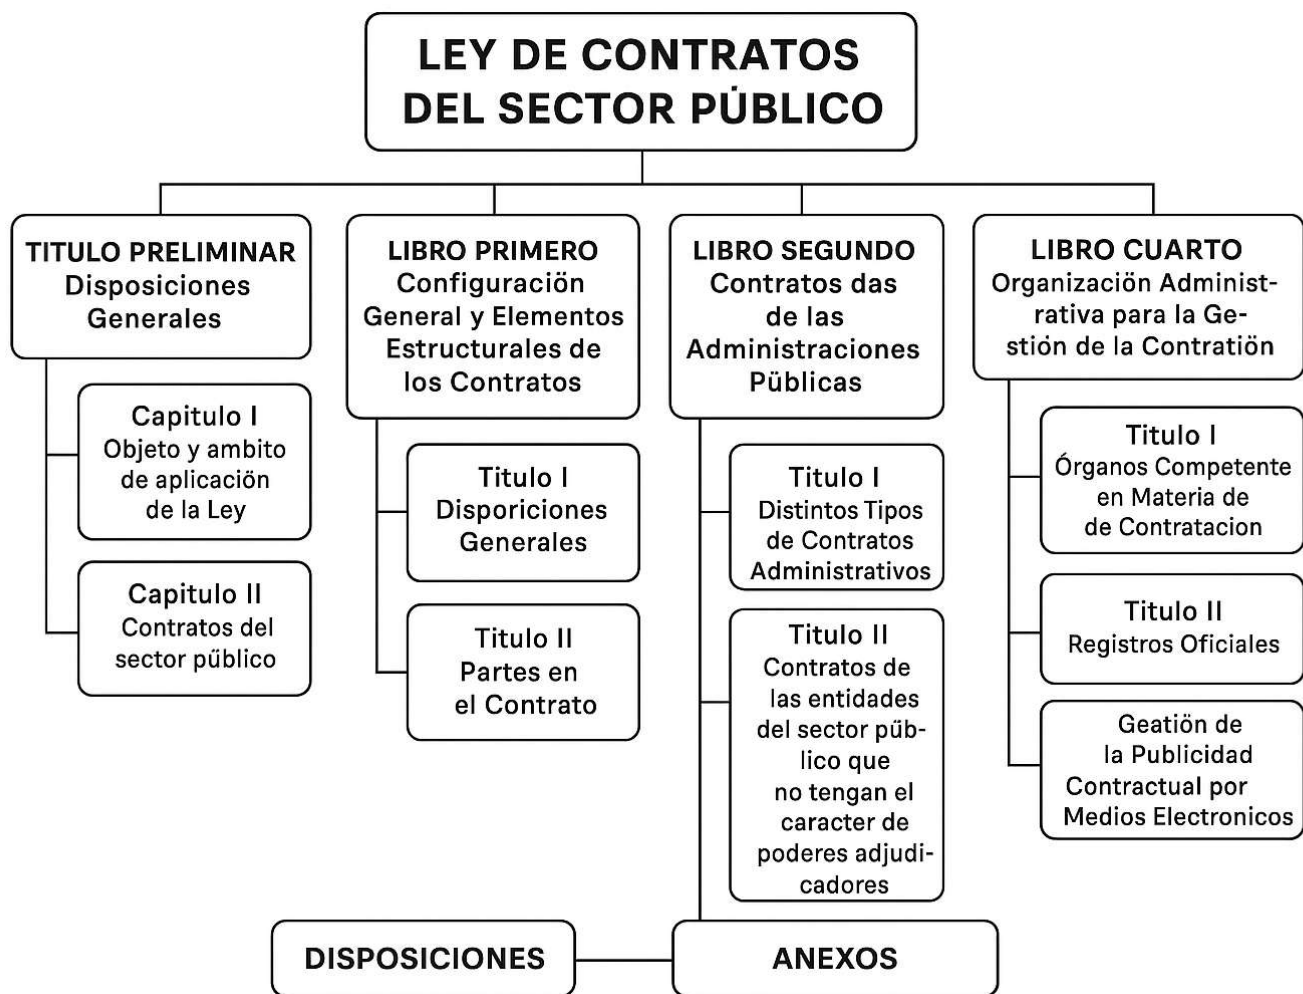 LEY DE CONTRATOS
DEL SECTOR PÚBLICO
TITULO PRELIMINAR
Disposiciones
Generales
Capitulo I
Objeto y ambito
de aplicación
de la Ley
Capitulo II
Contratos del
sector público
LIBRO PRIMERO
Configuración
General y Elementos
Estructurales de
los Contratos
Titulo I
Disporiciones
Generales
Titulo II
Partes en
el Contrato
LIBRO SEGUNDO
Contratos das
de las
Administraciones
Públicas
Titulo I
Distintos Tipos
de Contratos
Administrativos
Titulo II
Contratos de
las entidades
del sector púb-
lico que
no tengan el
caracter de
poderes adjudi-
cadores
LIBRO CUARTO
Organización Administ-
rativa para la Ge-
stión de la Contratiön
Titulo I
Órganos Competente
en Materia de
de Contratacion
Titulo II
Registros Oficiales
Geatiön de
la Publicidad
Contractual por
Medios Electronicos
DISPOSICIONES
ANEXOS